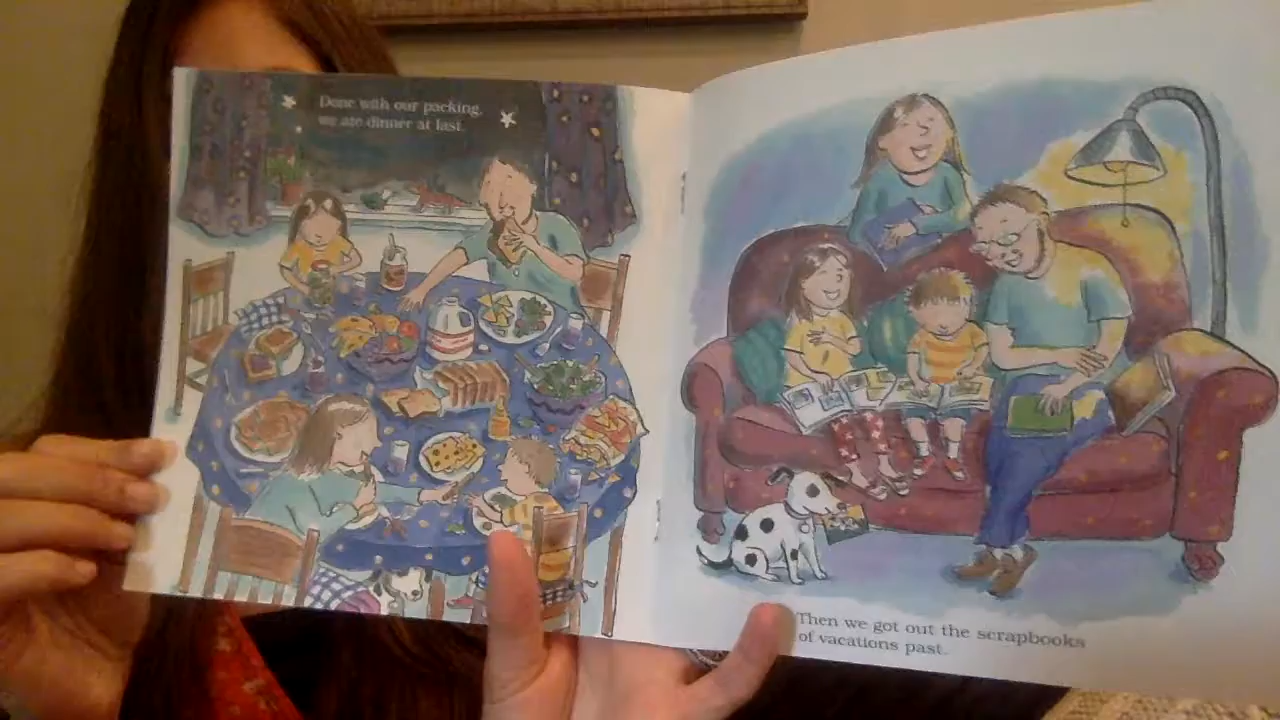 Done with our packing,
we ate dinner at last.
Then we got out the scrapbooks
of vacations past.